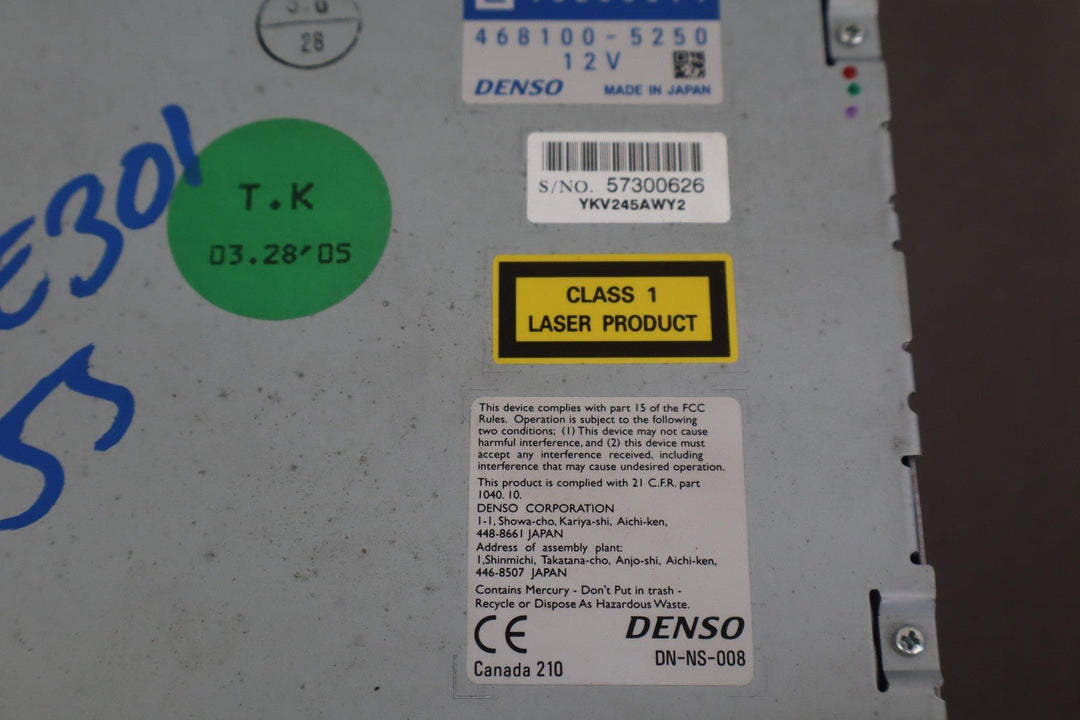 28
468100-5250
12V
DENSO MADE IN JAPAN
E301
55
T.K
03.28'05
S/NO. 57300626
YKV245AWY2
CLASS 1
LASER PRODUCT
This device complies with part 15 of the FCC
Rules. Operation is subject to the following
two conditions; (1) This device may not cause
harmful interference, and (2) this device must
accept any interference received, including
interference that may cause undesired operation.
This product is complied with 21 C.F.R. part
1040. 10.
DENSO CORPORATION
1-1, Showa-cho, Kariya-shi, Aichi-ken,
448-8661 JAPAN
Address of assembly plant:
1,Shinmichi, Takatana-cho, Anjo-shi, Aichi-ken,
446-8507 JAPAN
Contains Mercury - Don't Put in trash -
Recycle or Dispose As Hazardous Waste.
CE DENSO
Canada 210 DN-NS-008